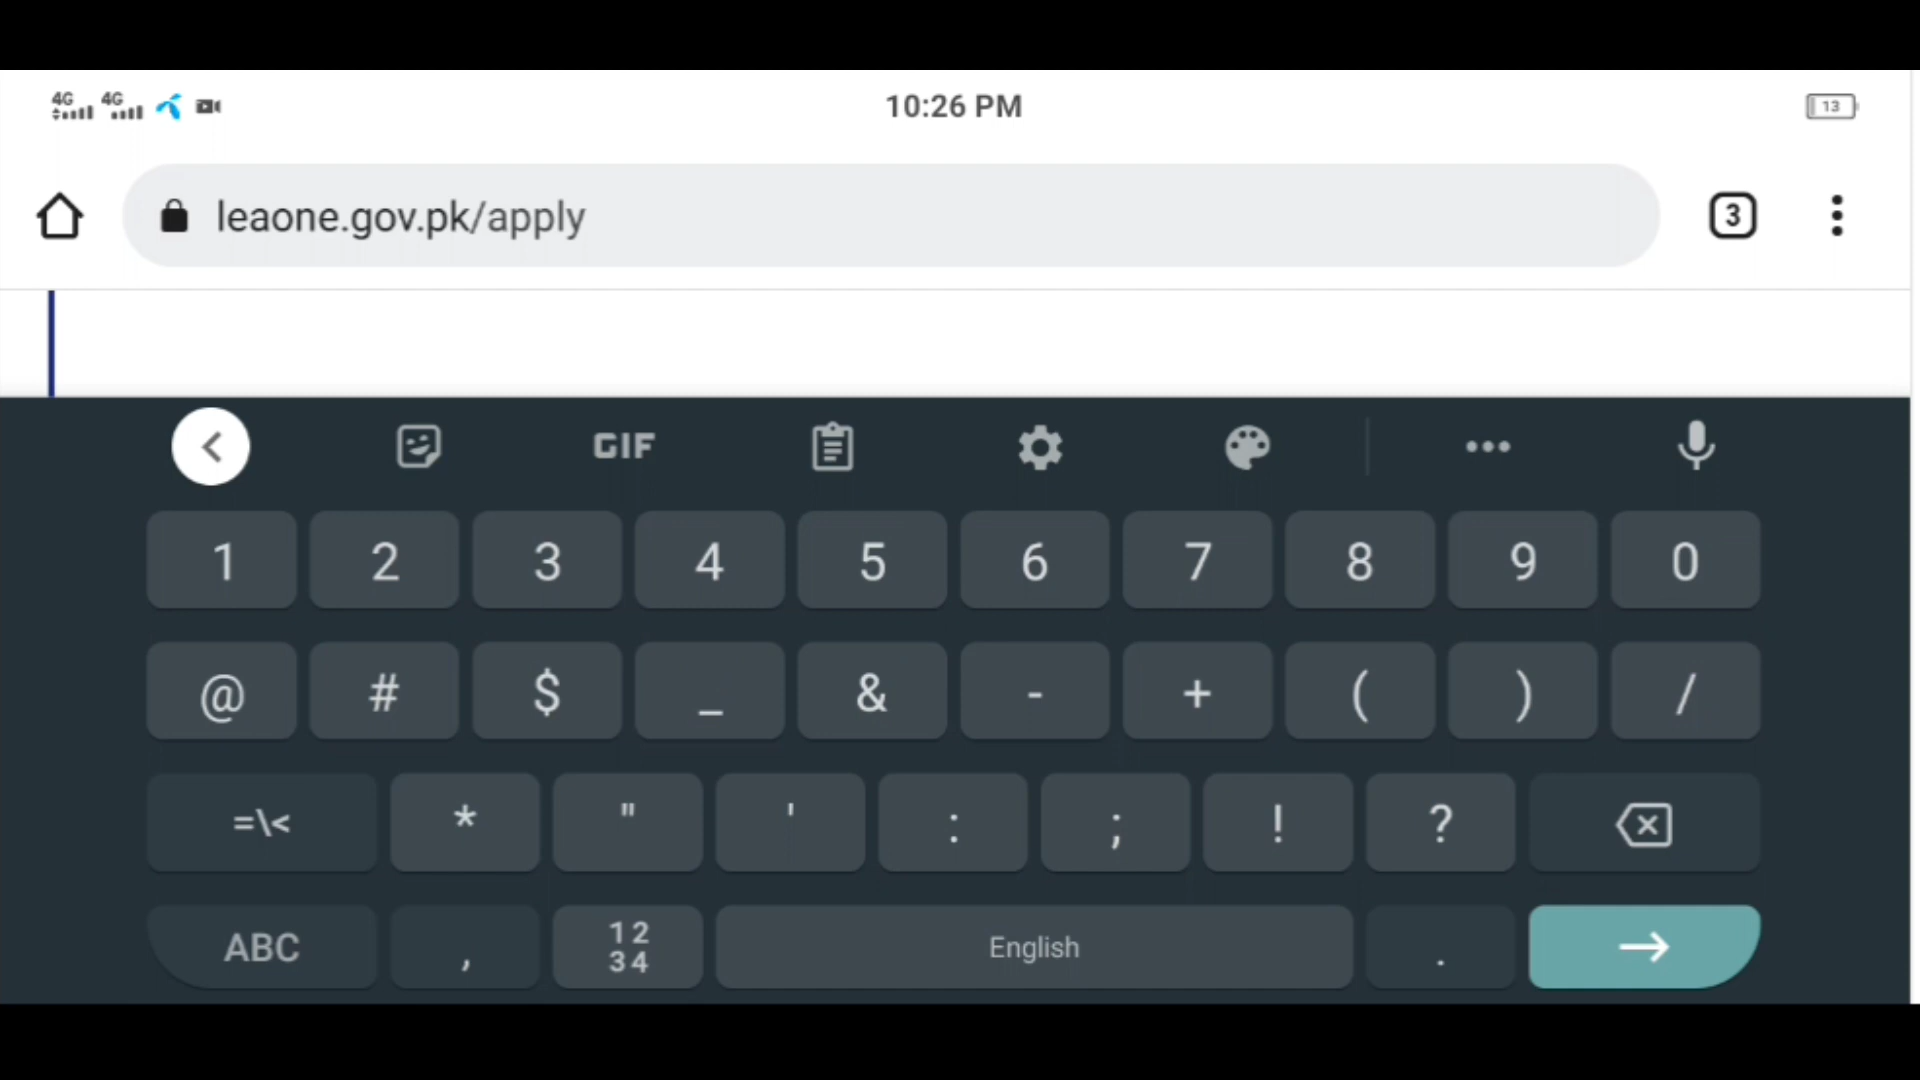 4G 4G 10:26 PM 13
leaone.gov.pk/apply 3
GIF
1 2 3 4 5 6 7 8 9 0
@ # $ _ & - + ( ) /
=\< * " ' : ; ! ?
ABC , 12 34 English .